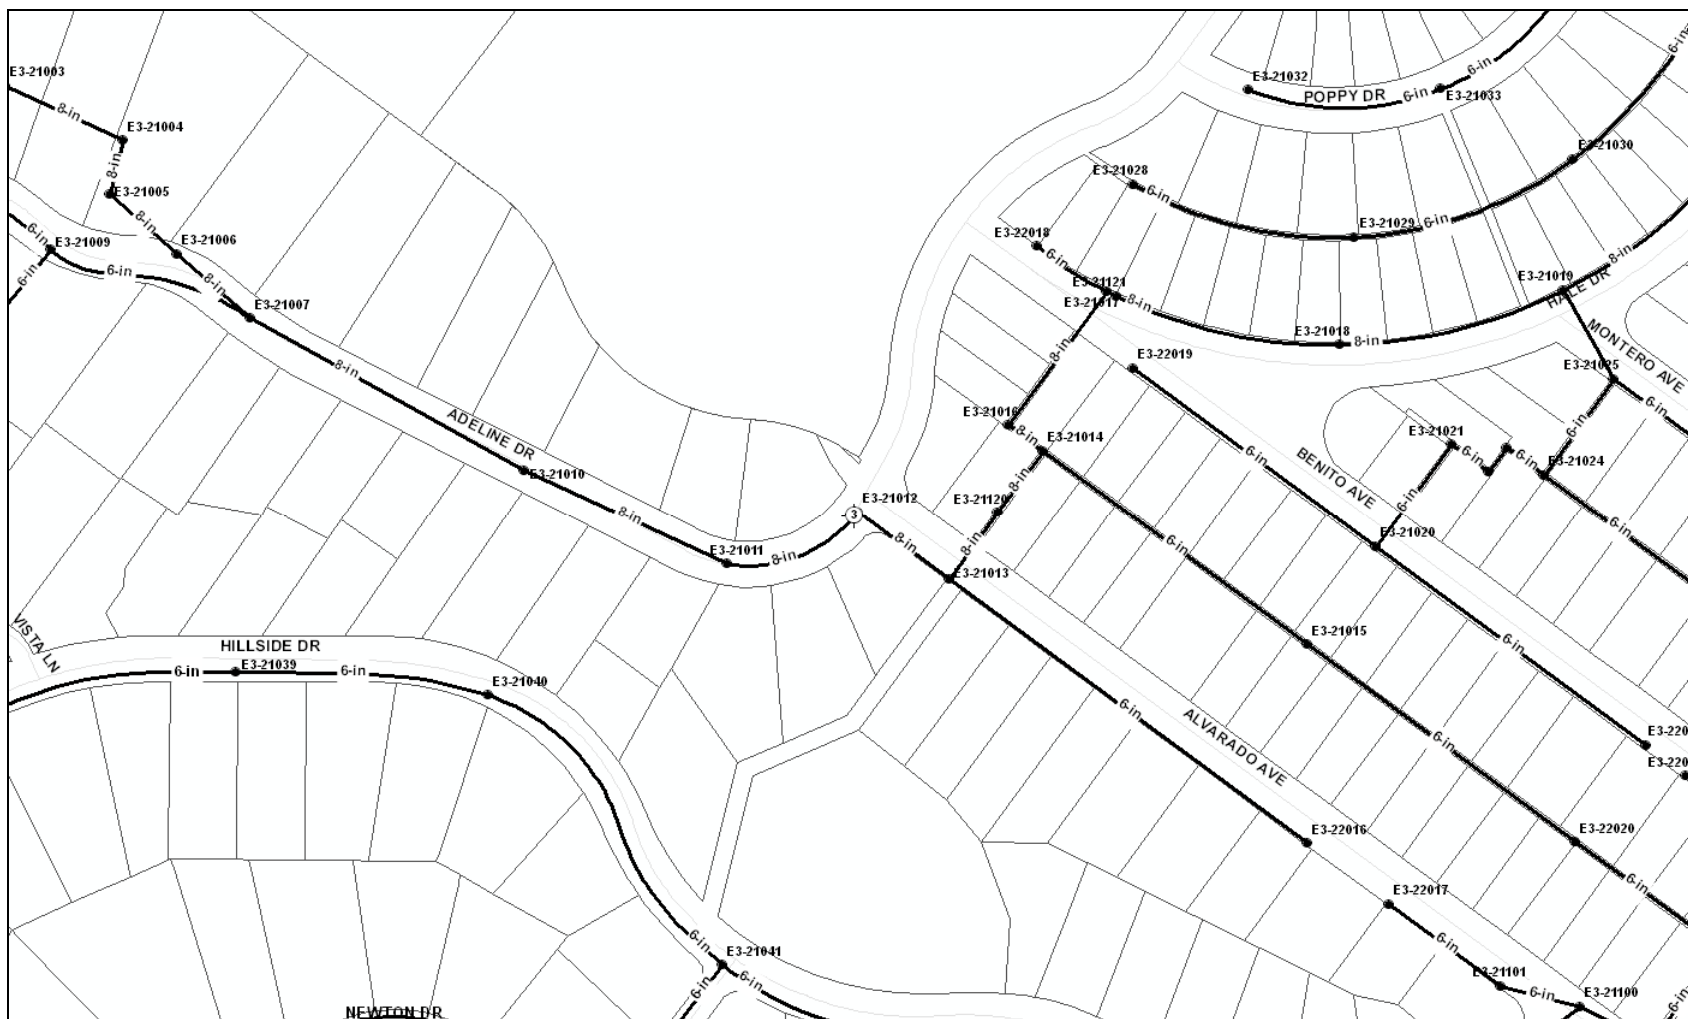 6-in
E3-21003
E3-21032
POPPY DR
6-in
6-in
E3-21033
8-in
E3-21004
E3-21030
8-in
E3-21028
6-in
E3-21005
8-in
6-in
E3-21029
6-in
E3-21009
E3-21006
E3-22018
6-in
8-in
6-in
6-in
8-in
E3-21121
E3-21017
8-in
E3-21019
HALE DR
E3-21007
E3-21018
8-in
MONTERO AVE
8-in
E3-22019
8-in
E3-21025
6-in
ADELINE DR
E3-21016
8-in
E3-21014
E3-21021
6-in
6-in
6-in
E3-21024
E3-21010
6-in
BENITO AVE
8-in
6-in
E3-21012
3
E3-21120
8-in
8-in
8-in
6-in
E3-21020
6-in
E3-21011
8-in
E3-21013
VISTA LN
HILLSIDE DR
E3-21039
6-in
6-in
E3-21040
E3-21015
6-in
6-in
ALVARADO AVE
6-in
E3-220
E3-220
E3-22016
E3-22020
E3-22017
6-in
6-in
E3-21041
6-in
6-in
6-in
E3-21101
6-in
E3-21100
6-in
NEWTON DR